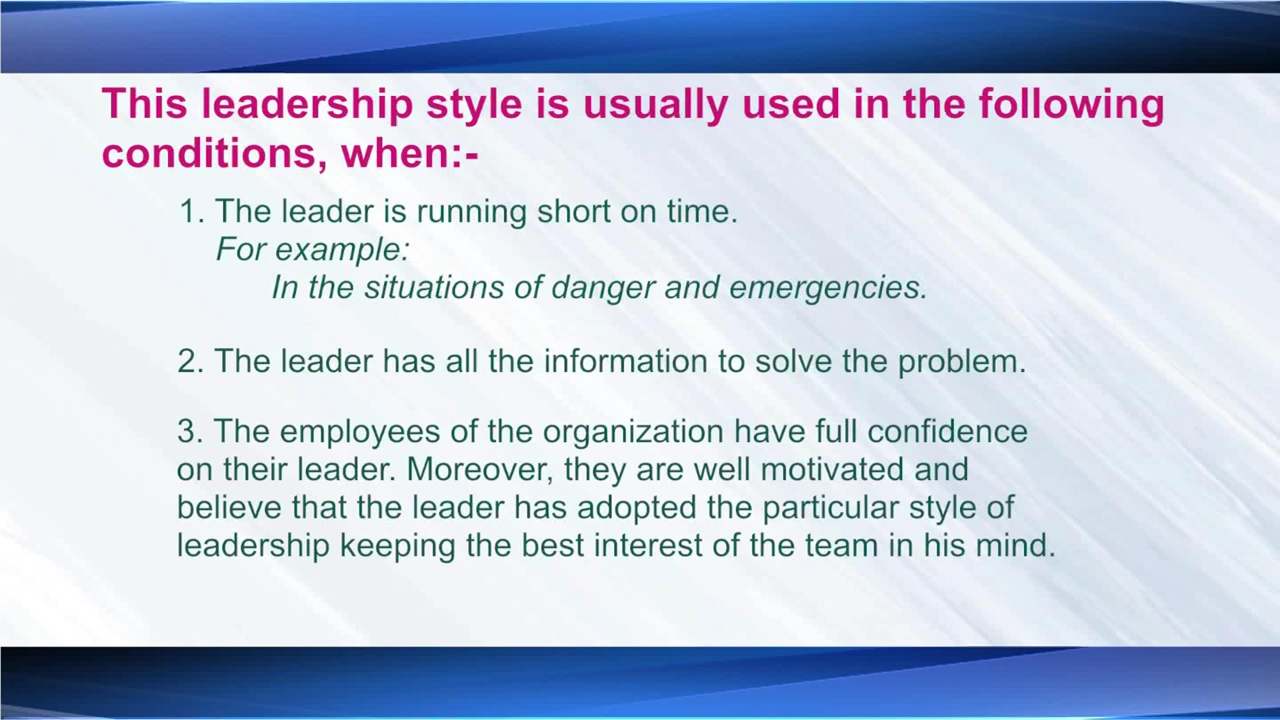 This leadership style is usually used in the following
conditions, when:-
1. The leader is running short on time.
For example:
In the situations of danger and emergencies.
2. The leader has all the information to solve the problem.
3. The employees of the organization have full confidence
on their leader. Moreover, they are well motivated and
believe that the leader has adopted the particular style of
leadership keeping the best interest of the team in his mind.